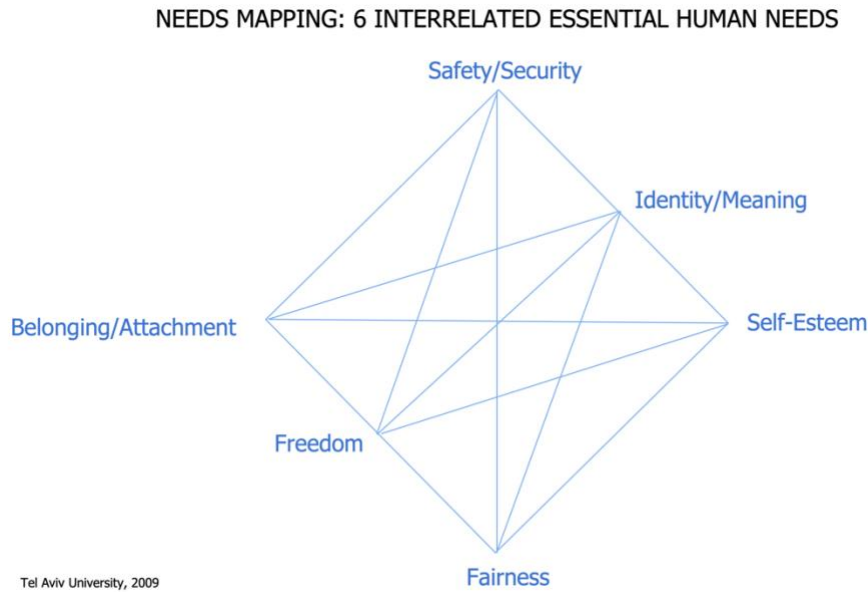 NEEDS MAPPING: 6 INTERRELATED ESSENTIAL HUMAN NEEDS
Safety/Security
Identity/Meaning
Belonging/Attachment
Self-Esteem
Freedom
Fairness
Tel Aviv University, 2009